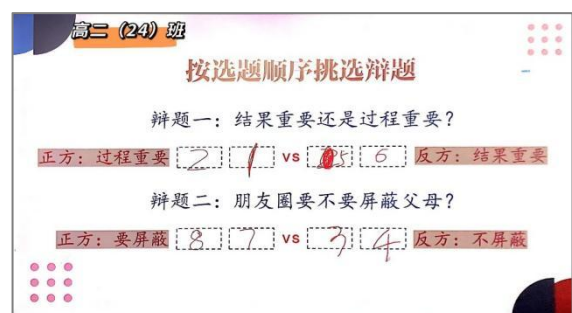 高二（24）班
按选题顺序挑选辩题
辩题一：结果重要还是过程重要？
正方：过程重要 2 1 vs 5 6 反方：结果重要
辩题二：朋友圈要不要屏蔽父母？
正方：要屏蔽 8 7 vs 3 4 反方：不屏蔽